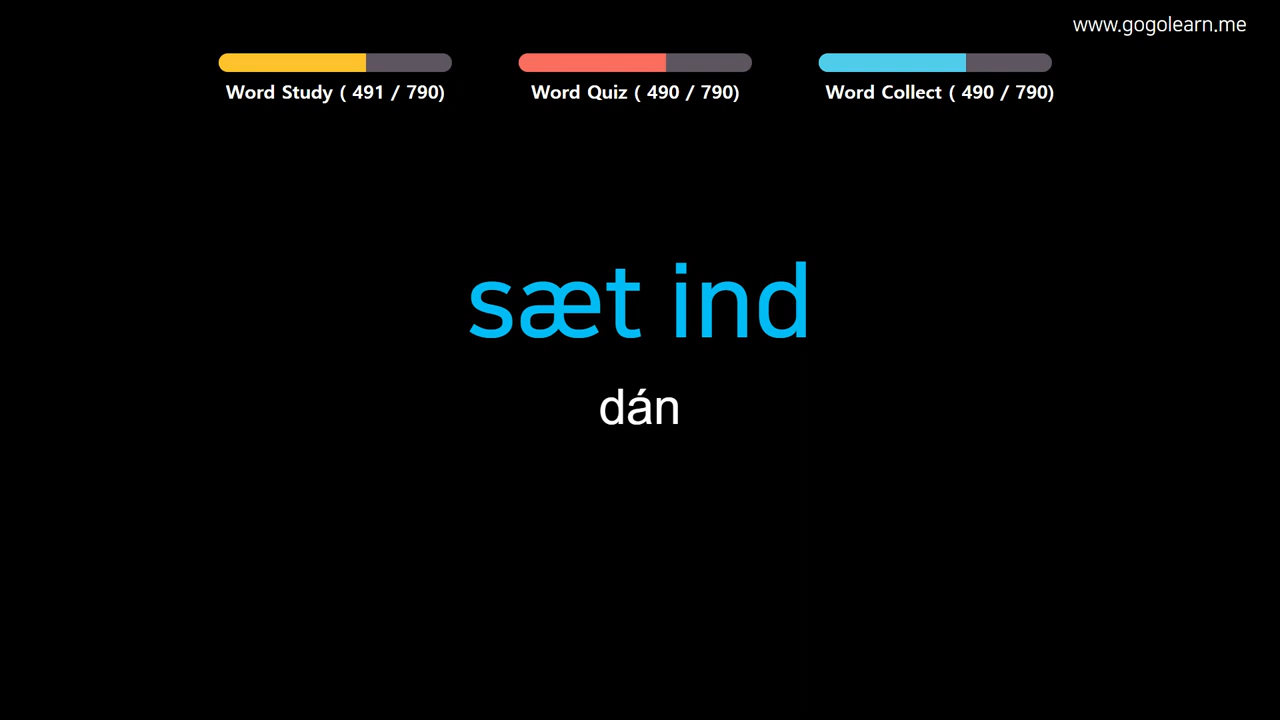 www.gogolearn.me
Word Study ( 491 / 790)
Word Quiz ( 490 / 790)
Word Collect ( 490 / 790)
sæt ind
dán